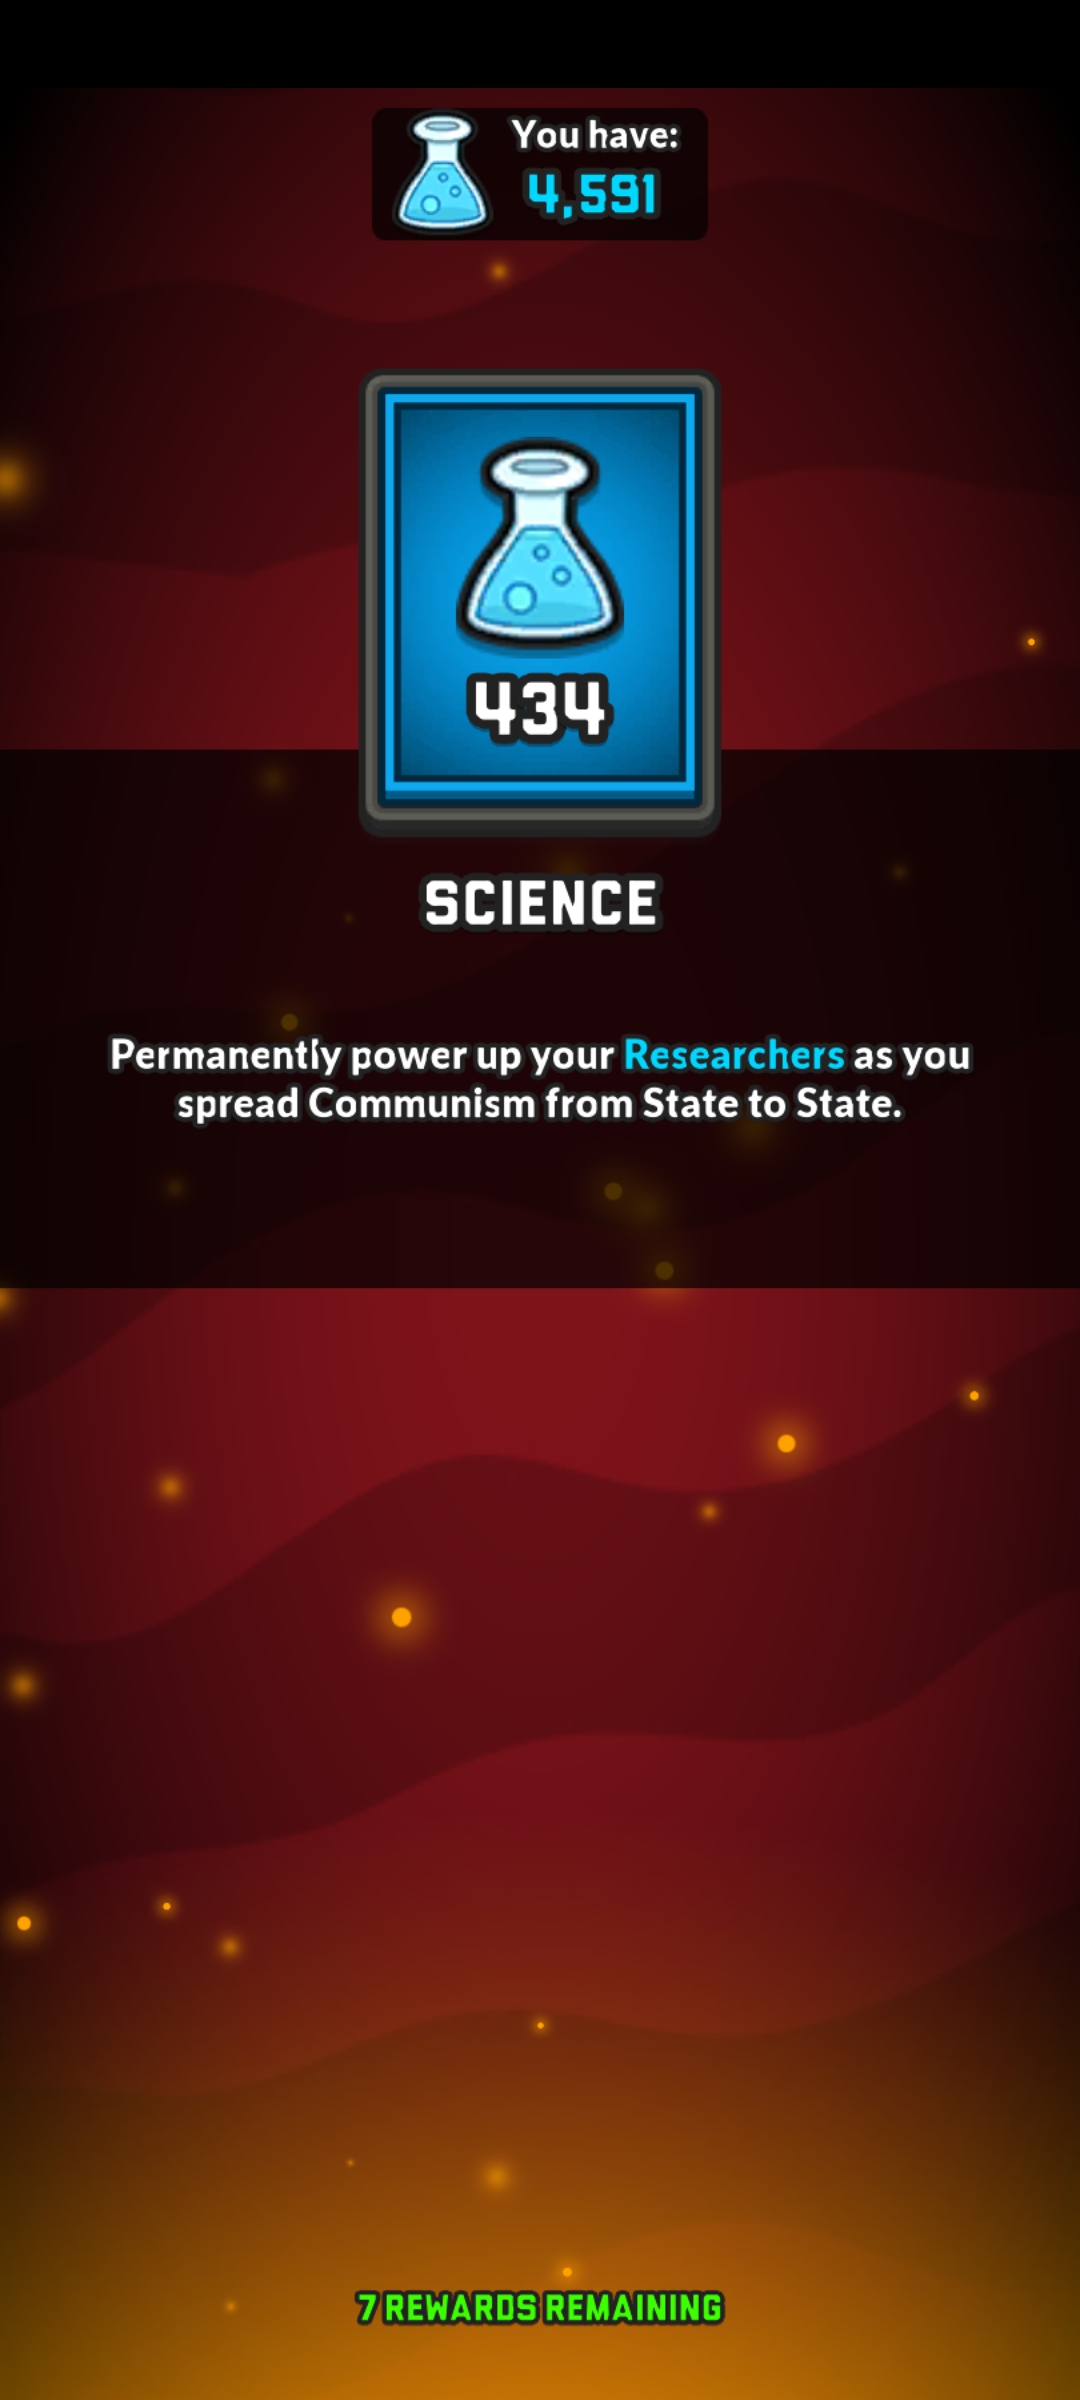 You have:
4,591
434
SCIENCE
Permanently power up your Researchers as you
spread Communism from State to State.
7 REWARDS REMAINING